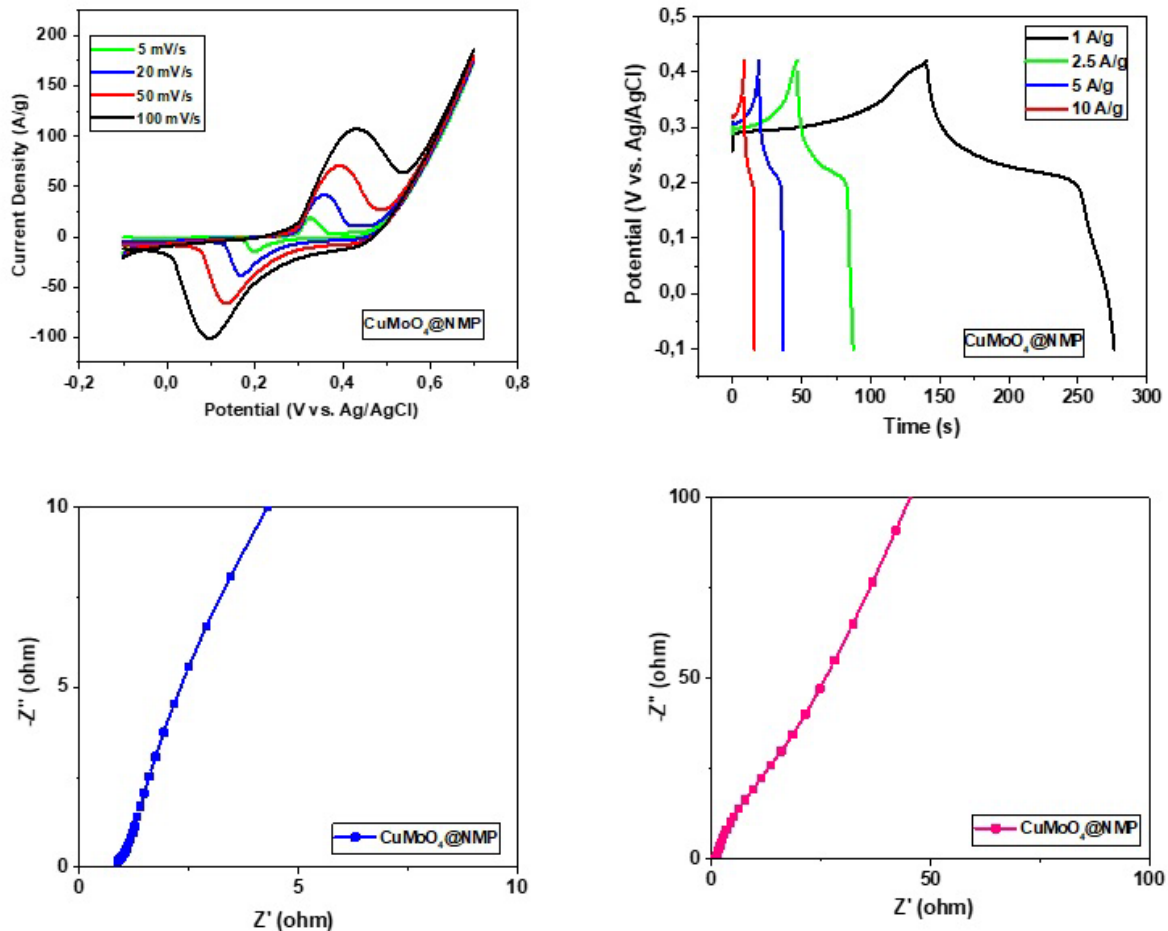 200
150
100
50
0
-50
-100
Current Density (A/g)
5 mV/s
20 mV/s
50 mV/s
100 mV/s
CuMoO₄@NMP
-0,2
0,0
0,2
0,4
0,6
0,8
Potential (V vs. Ag/AgCl)
0,5
0,4
0,3
0,2
0,1
0,0
-0,1
Potential (V vs. Ag/AgCl)
1 A/g
2.5 A/g
5 A/g
10 A/g
CuMoO₄@NMP
0
50
100
150
200
250
300
Time (s)
10
5
0
-Z'' (ohm)
CuMoO₄@NMP
0
5
10
Z' (ohm)
100
50
0
-Z'' (ohm)
CuMoO₄@NMP
0
50
100
Z' (ohm)